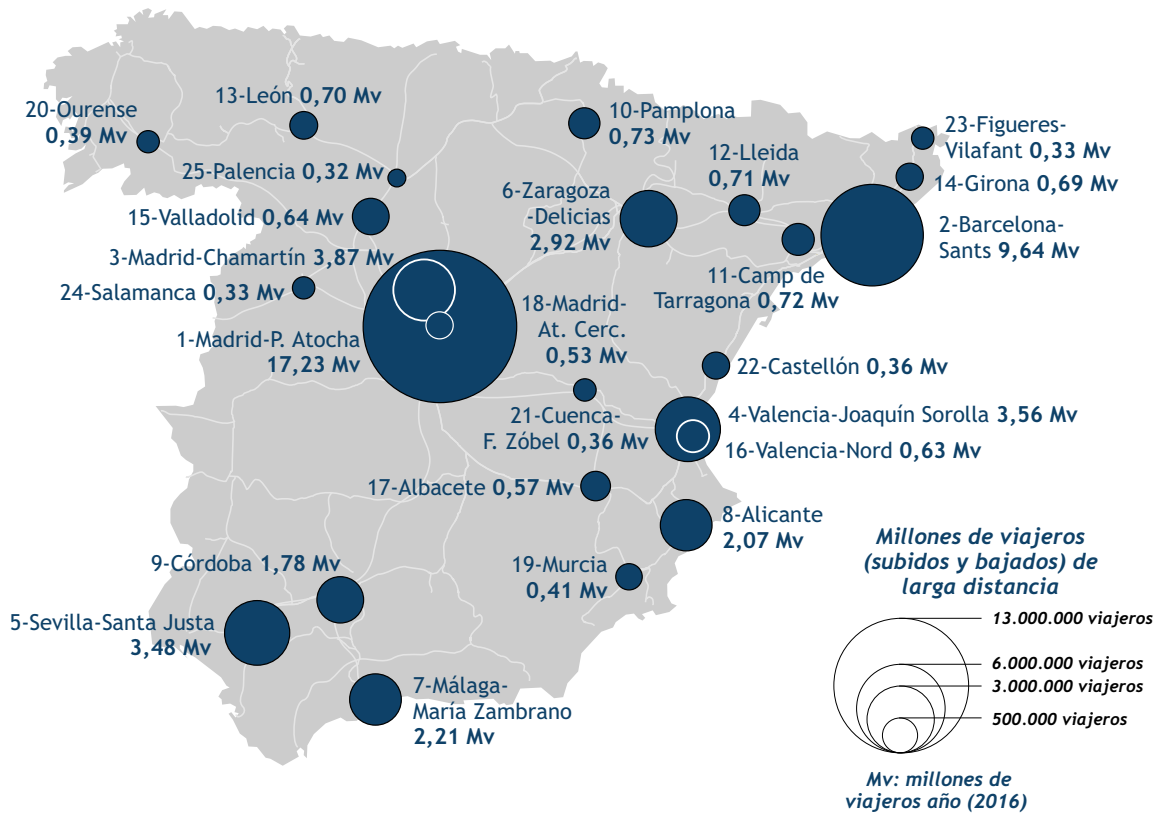 20-Ourense
0,39 Mv
13-León 0,70 Mv
10-Pamplona
0,73 Mv
23-Figueres-
Vilafant 0,33 Mv
12-Lleida
0,71 Mv
25-Palencia 0,32 Mv
14-Girona 0,69 Mv
6-Zaragoza
-Delicias
2,92 Mv
15-Valladolid 0,64 Mv
2-Barcelona-
Sants 9,64 Mv
3-Madrid-Chamartín 3,87 Mv
24-Salamanca 0,33 Mv
11-Camp de
Tarragona 0,72 Mv
18-Madrid-
At. Cerc.
0,53 Mv
1-Madrid-P. Atocha
17,23 Mv
22-Castellón 0,36 Mv
21-Cuenca-
F. Zóbel 0,36 Mv
4-Valencia-Joaquín Sorolla 3,56 Mv
16-Valencia-Nord 0,63 Mv
17-Albacete 0,57 Mv
8-Alicante
2,07 Mv
9-Córdoba 1,78 Mv
19-Murcia
0,41 Mv
5-Sevilla-Santa Justa
3,48 Mv
7-Málaga-
María Zambrano
2,21 Mv
Millones de viajeros
(subidos y bajados) de
larga distancia
13.000.000 viajeros
6.000.000 viajeros
3.000.000 viajeros
500.000 viajeros
Mv: millones de
viajeros año (2016)